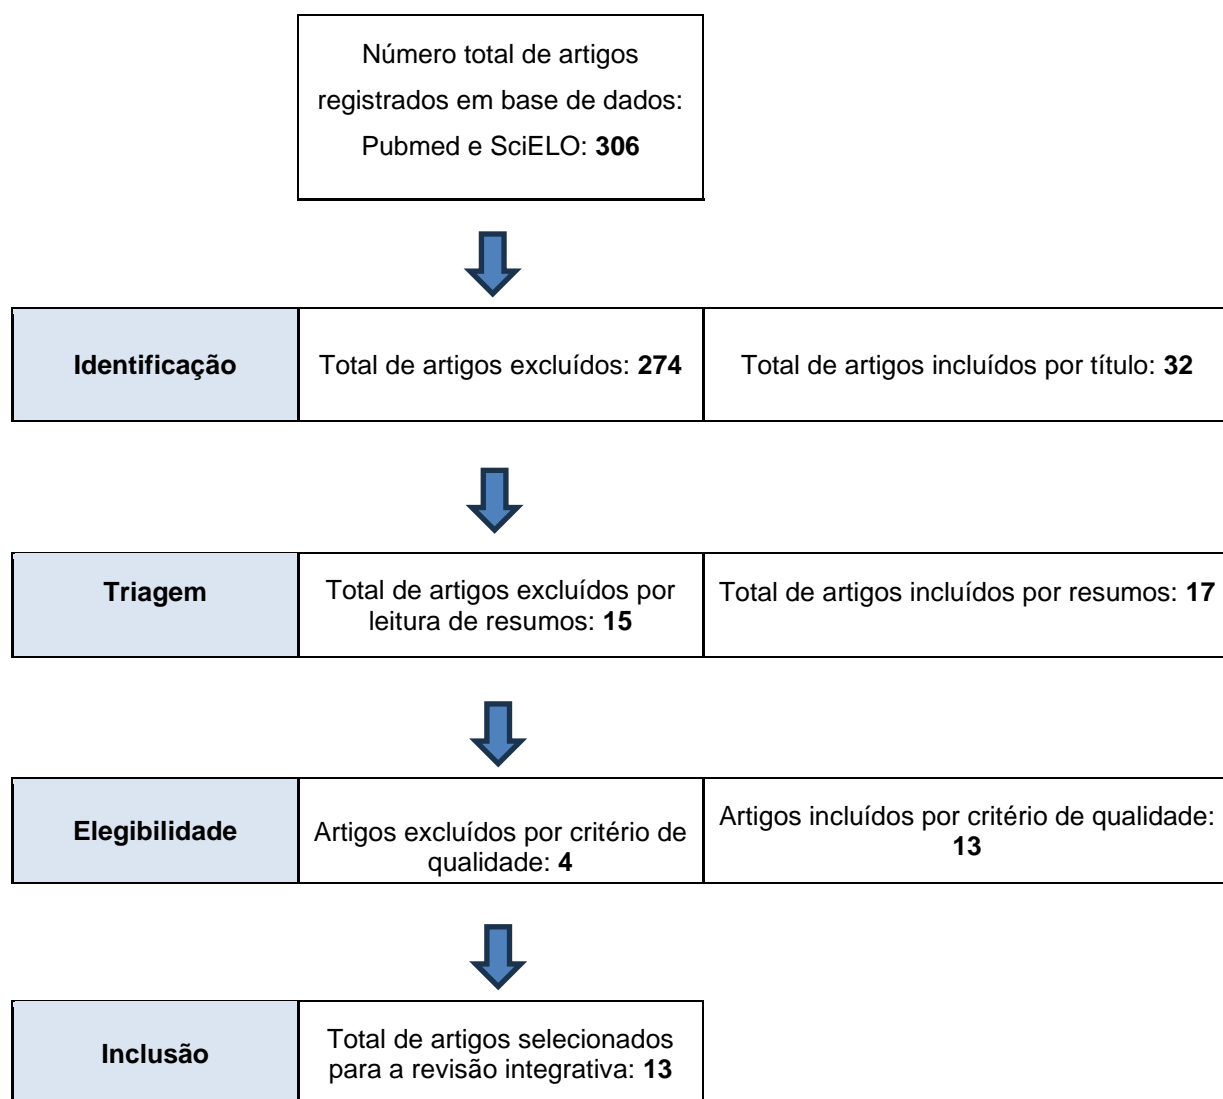 Número total de artigos
registrados em base de dados:
Pubmed e SciELO: 306
Identificação
Total de artigos excluídos: 274
Total de artigos incluídos por título: 32
Triagem
Total de artigos excluídos por
leitura de resumos: 15
Total de artigos incluídos por resumos: 17
Elegibilidade
Artigos excluídos por critério de
qualidade: 4
Artigos incluídos por critério de qualidade:
13
Inclusão
Total de artigos selecionados
para a revisão integrativa: 13